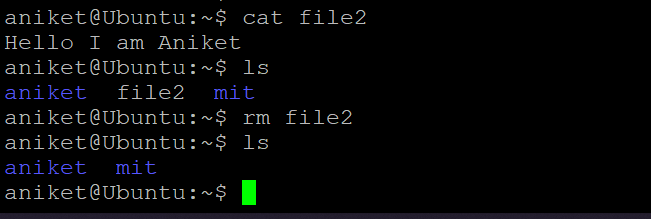 aniket@Ubuntu:~$ cat file2
Hello I am Aniket
aniket@Ubuntu:~$ ls
aniket  file2  mit
aniket@Ubuntu:~$ rm file2
aniket@Ubuntu:~$ ls
aniket  mit
aniket@Ubuntu:~$